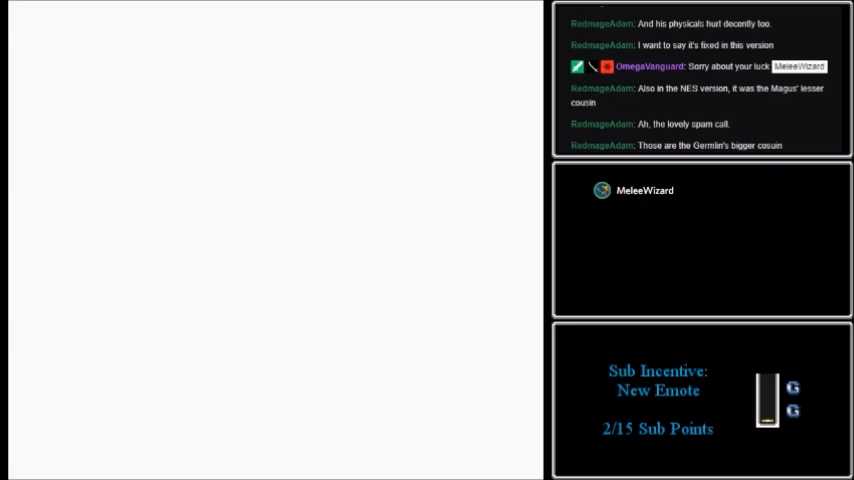 RedmageAdam: And his physicals hurt decently too.
RedmageAdam: I want to say it's fixed in this version
OmegaVanguard: Sorry about your luck MeleeWizard
RedmageAdam: Also in the NES version, it was the Magus' lesser
cousin
RedmageAdam: Ah, the lovely spam call.
RedmageAdam: Those are the Germlin's bigger cosuin
MeleeWizard
Sub Incentive:
New Emote
2/15 Sub Points
G
G